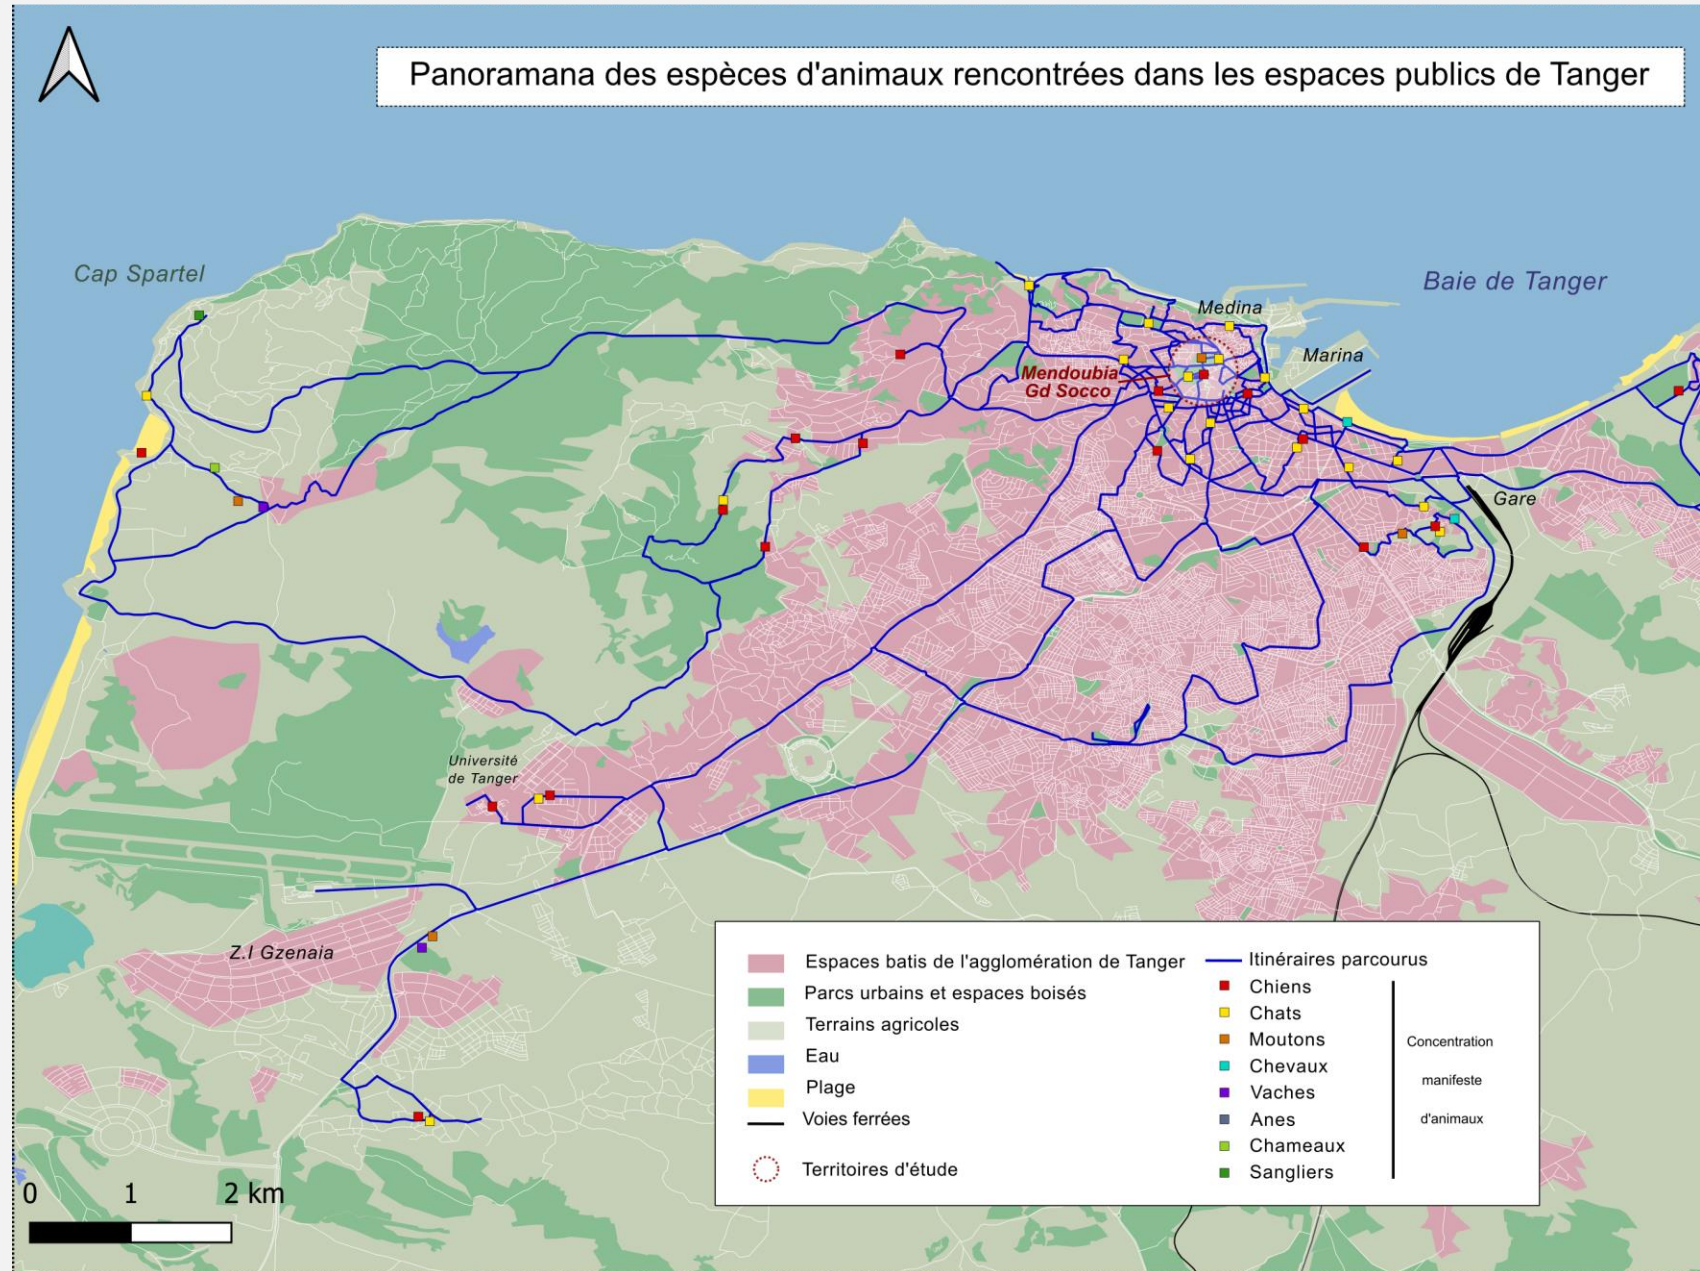 Panoramana des espèces d'animaux rencontrées dans les espaces publics de Tanger
Cap Spartel
Baie de Tanger
Medina
Marina
Mendoubia
Gd Socco
Gare
Université
de Tanger
Z.I Gzenaia
Espaces batis de l'agglomération de Tanger
Parcs urbains et espaces boisés
Terrains agricoles
Eau
Plage
Voies ferrées
Territoires d'étude
Itinéraires parcourus
Chiens
Chats
Moutons
Chevaux
Vaches
Anes
Chameaux
Sangliers
Concentration
manifeste
d'animaux
0 1 2 km